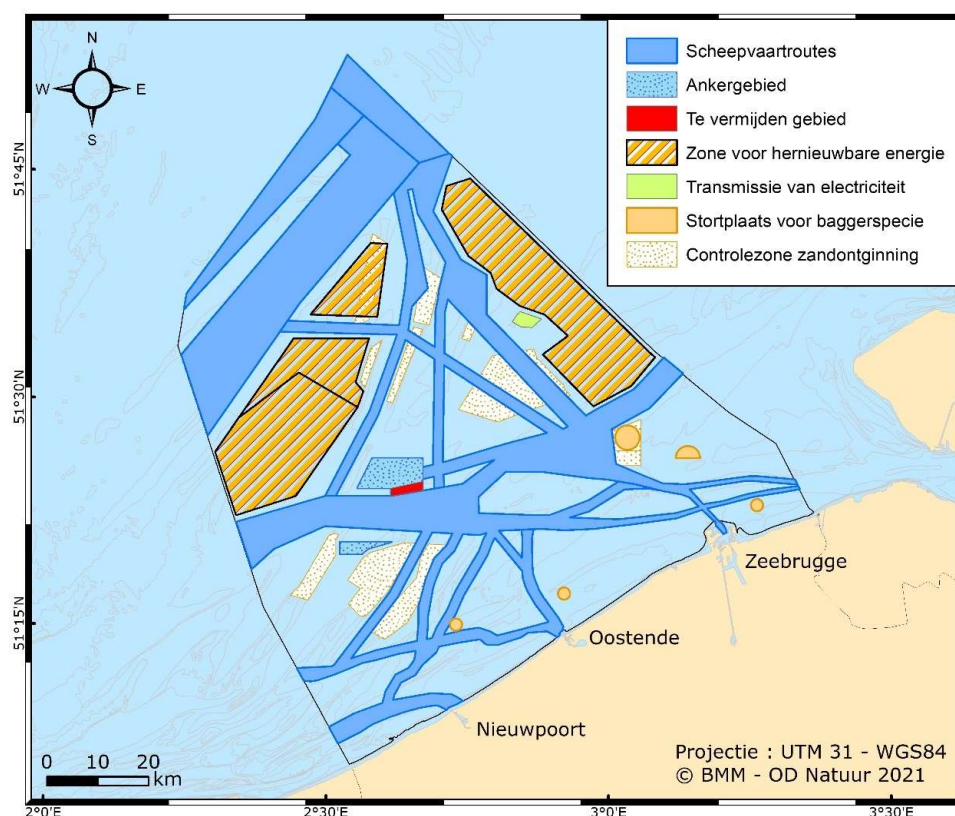 N
W
E
S
Scheepvaartroutes
Ankergebied
Te vermijden gebied
Zone voor hernieuwbare energie
Transmissie van electriciteit
Stortplaats voor baggerspecie
Controlezone zandontginning
51°45'N
51°30'N
51°15'N
Zeebrugge
Oostende
Nieuwpoort
Projectie : UTM 31 - WGS84
© BMM - OD Natuur 2021
0 10 20
km
2°0'E 2°30'E 3°0'E 3°30'E